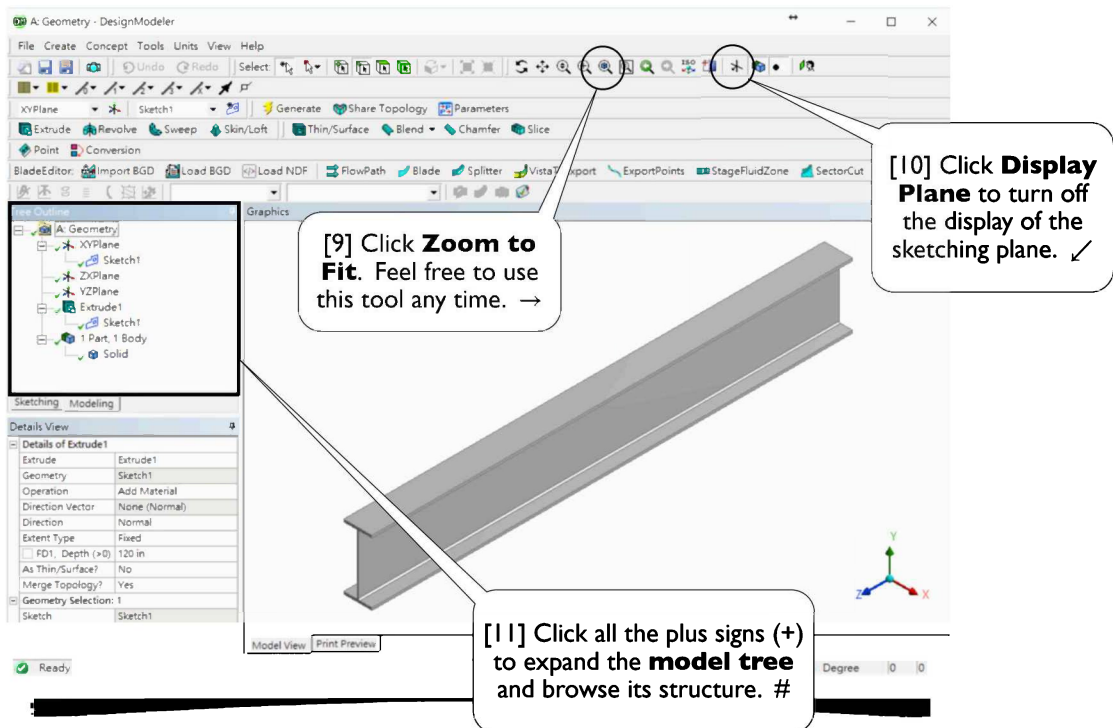 A: Geometry - DesignModeler
File Create Concept Tools Units View Help
Undo Redo Select:
XYPlane Sketch1 Generate Share Topology Parameters
Extrude Revolve Sweep Skin/Loft Thin/Surface Blend Chamfer Slice
Point Conversion
BladeEditor: Import BGD Load BGD Load NDF FlowPath Blade Splitter ExportPoints StageFluidZone SectorCut
Tree Outline
A: Geometry
XYPlane
Sketch1
ZXPlane
YZPlane
Extrude1
Sketch1
1 Part, 1 Body
Solid
Sketching Modeling
Details View
Details of Extrude1
Extrude Extrude1
Geometry Sketch1
Operation Add Material
Direction Vector None (Normal)
Direction Normal
Extent Type Fixed
FD1, Depth (>0) 120 in
As Thin/Surface? No
Merge Topology? Yes
Geometry Selection: 1
Sketch Sketch1
Graphics
[9] Click Zoom to
Fit. Feel free to use
this tool any time. →
[10] Click Display
Plane to turn off
the display of the
sketching plane. ↙
Y
Z
X
[11] Click all the plus signs (+)
to expand the model tree
and browse its structure. #
Model View Print Preview
Ready
Degree 0 0